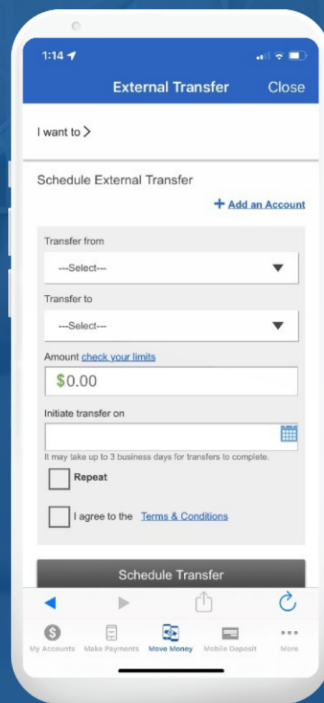 1:14
External Transfer Close
I want to >
Schedule External Transfer
+ Add an Account
Transfer from
---Select---
Transfer to
---Select---
Amount check your limits
$0.00
Initiate transfer on
It may take up to 3 business days for transfers to complete.
Repeat
I agree to the Terms & Conditions
Schedule Transfer
My Accounts Make Payments Move Money Mobile Deposit More